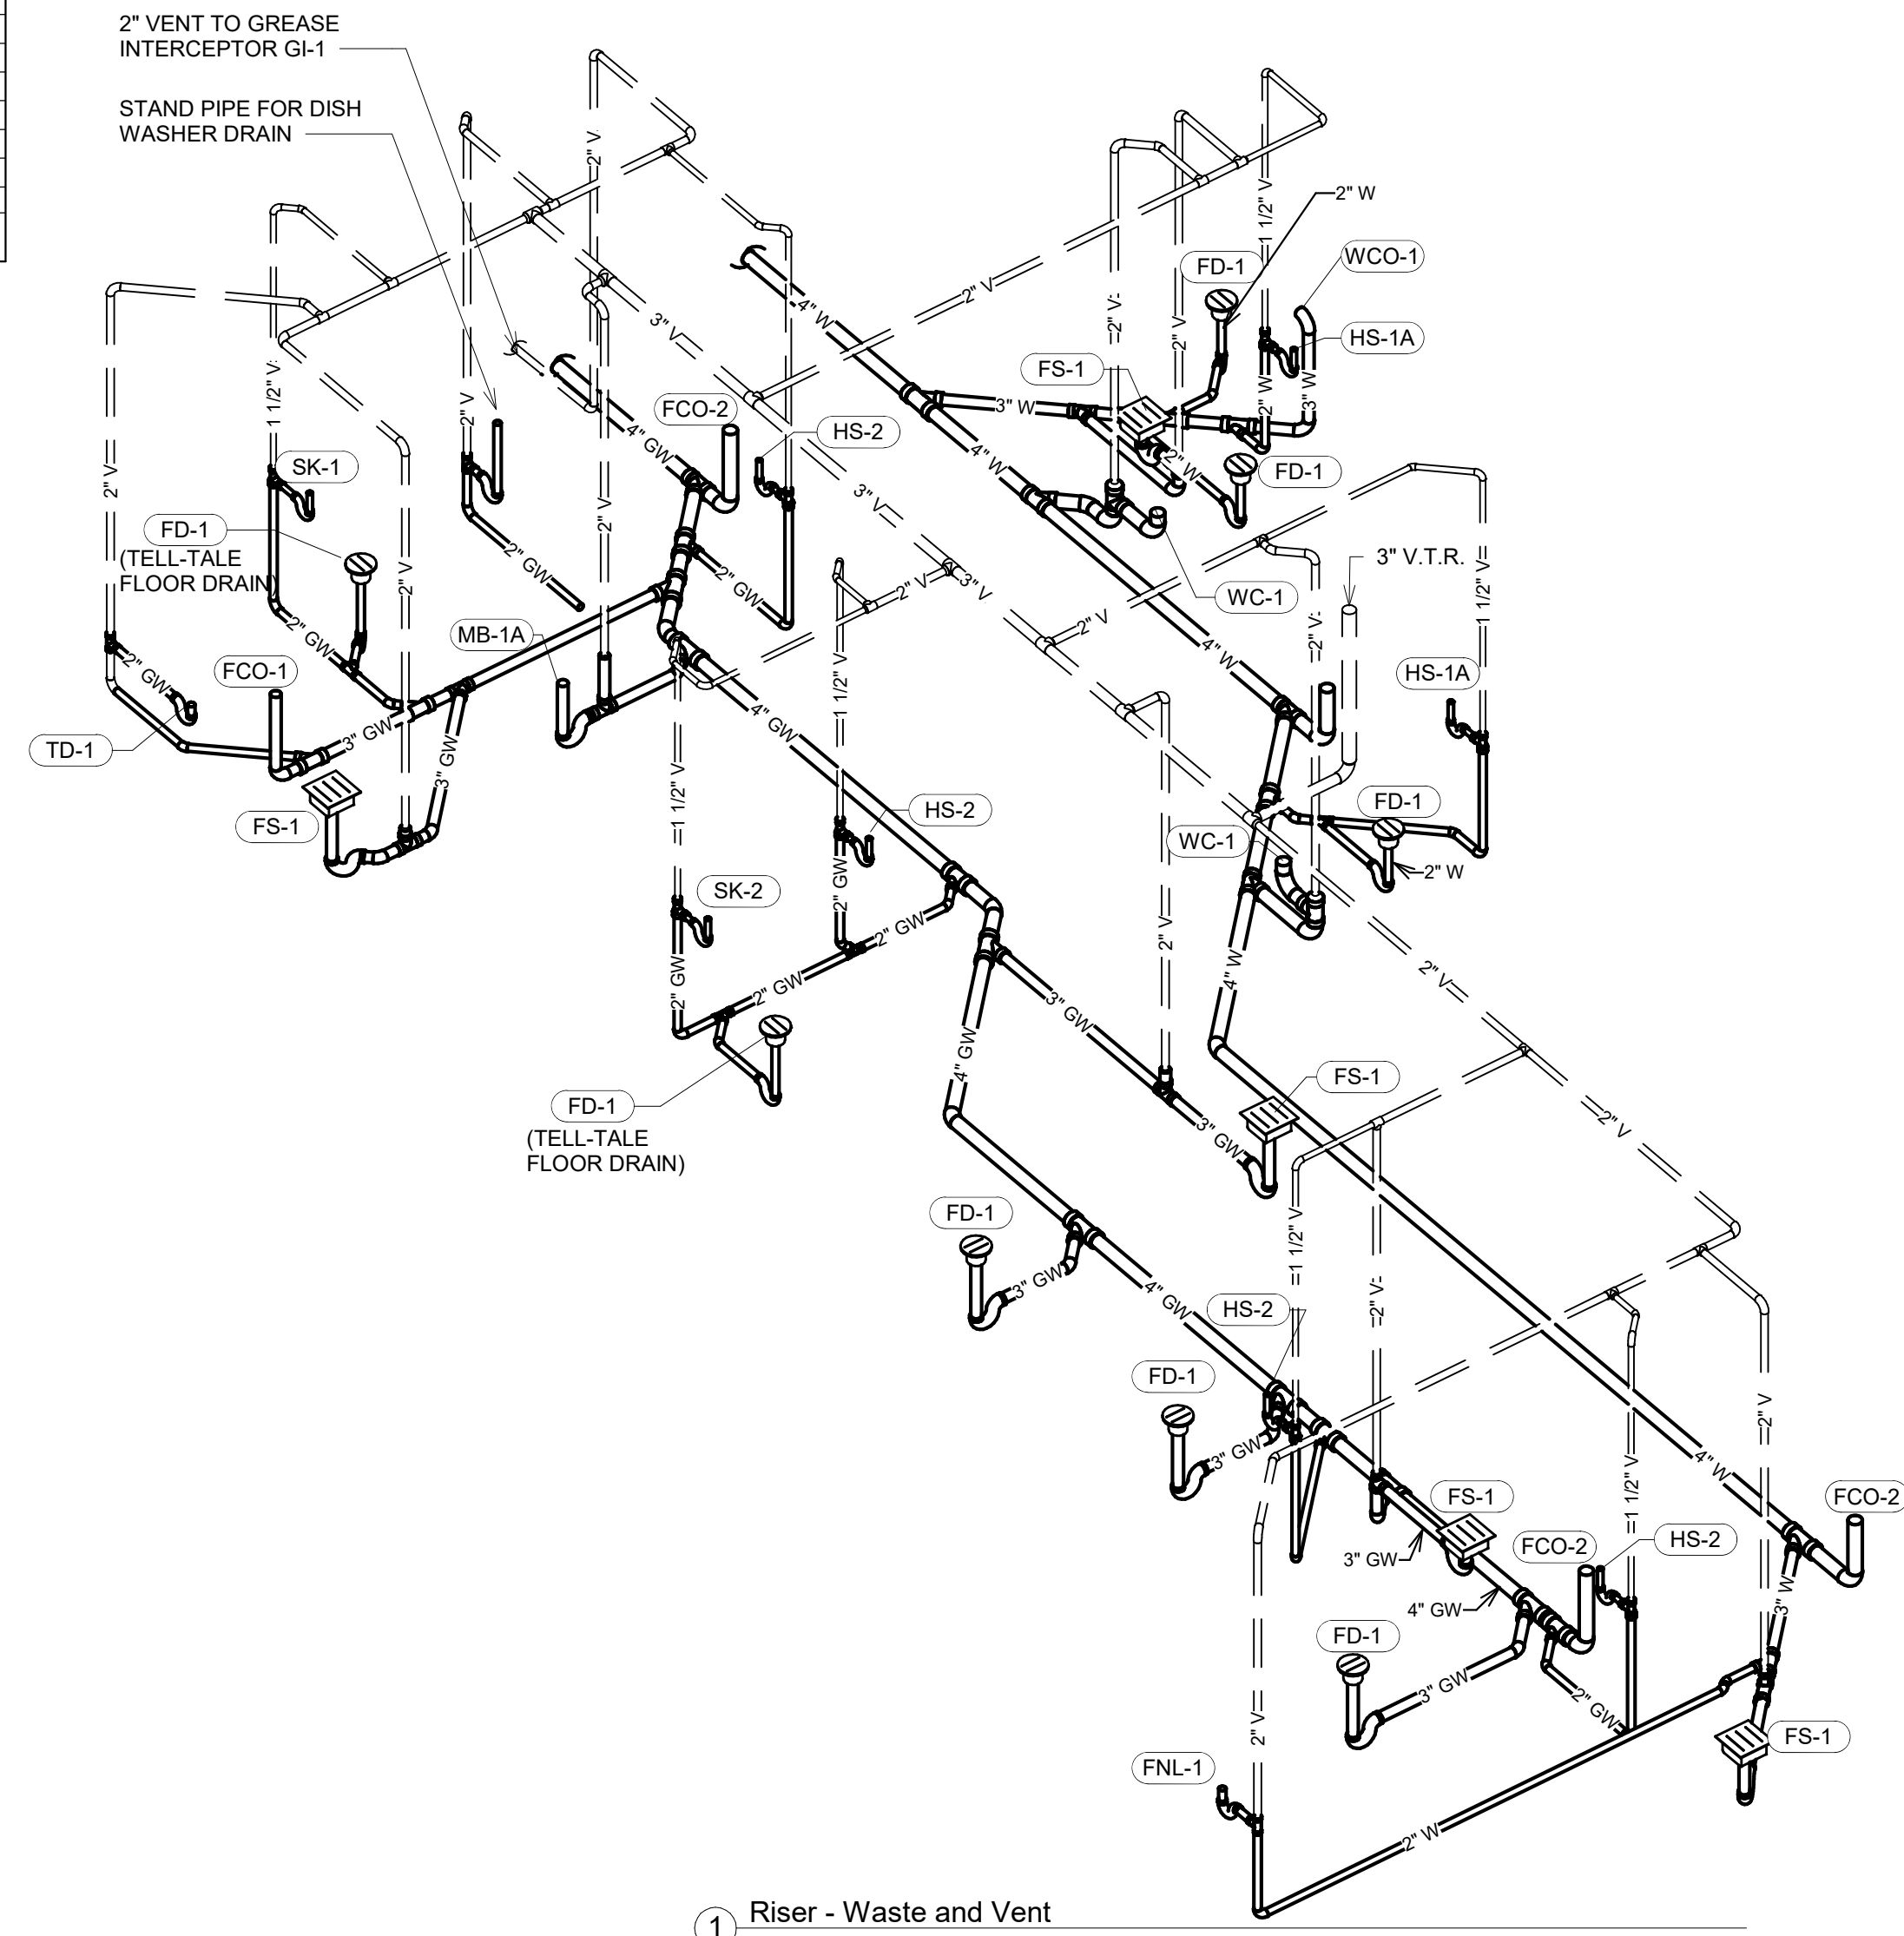 2" VENT TO GREASE
INTERCEPTOR GI-1
STAND PIPE FOR DISH
WASHER DRAIN
2" V
2" W
1 1/2" V
FD-1
WCO-1
4" W
2" V
3" V
2" V
2" V
HS-1A
FS-1
3" W
2" W
3" W
FCO-2
HS-2
1 1/2" V
2" V
4" GW
4" W
2" W
FD-1
SK-1
2" V
3" V
FD-1
(TELL-TALE
FLOOR DRAIN)
2" V
2" V
2" GW
2" GW
2" V
3" V
3" V.T.R.
1 1/2" V
WC-1
2" GW
MB-1A
2" V
4" W
2" V
2" GW
FCO-1
HS-1A
1 1/2" V
4" GW
TD-1
3" GW
3" GW
1 1/2" V
HS-2
FD-1
FS-1
WC-1
2" W
SK-2
2" GW
2" GW
2" V
4" W
2" V
2" GW
2" GW
3" GW
4" GW
FS-1
FD-1
(TELL-TALE
FLOOR DRAIN)
3" GW
2" V
FD-1
1 1/2" V
3" GW
4" GW
2" V
HS-2
FD-1
2" V
3" GW
4" W
1 1/2" V
FS-1
FCO-2
3" GW
FCO-2
HS-2
4" GW
3" W
FD-1
3" GW
2" GW
2" V
FS-1
FNL-1
2" W
1 Riser - Waste and Vent